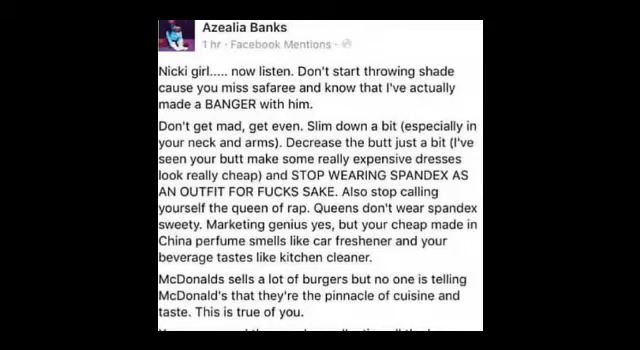 Azealia Banks
1 hr · Facebook Mentions ·
Nicki girl..... now listen. Don't start throwing shade
cause you miss safaree and know that I've actually
made a BANGER with him.
Don't get mad, get even. Slim down a bit (especially in
your neck and arms). Decrease the butt just a bit (I've
seen your butt make some really expensive dresses
look really cheap) and STOP WEARING SPANDEX AS
AN OUTFIT FOR FUCKS SAKE. Also stop calling
yourself the queen of rap. Queens don't wear spandex
sweety. Marketing genius yes, but your cheap made in
China perfume smells like car freshener and your
beverage tastes like kitchen cleaner.
McDonalds sells a lot of burgers but no one is telling
McDonald's that they're the pinnacle of cuisine and
taste. This is true of you.